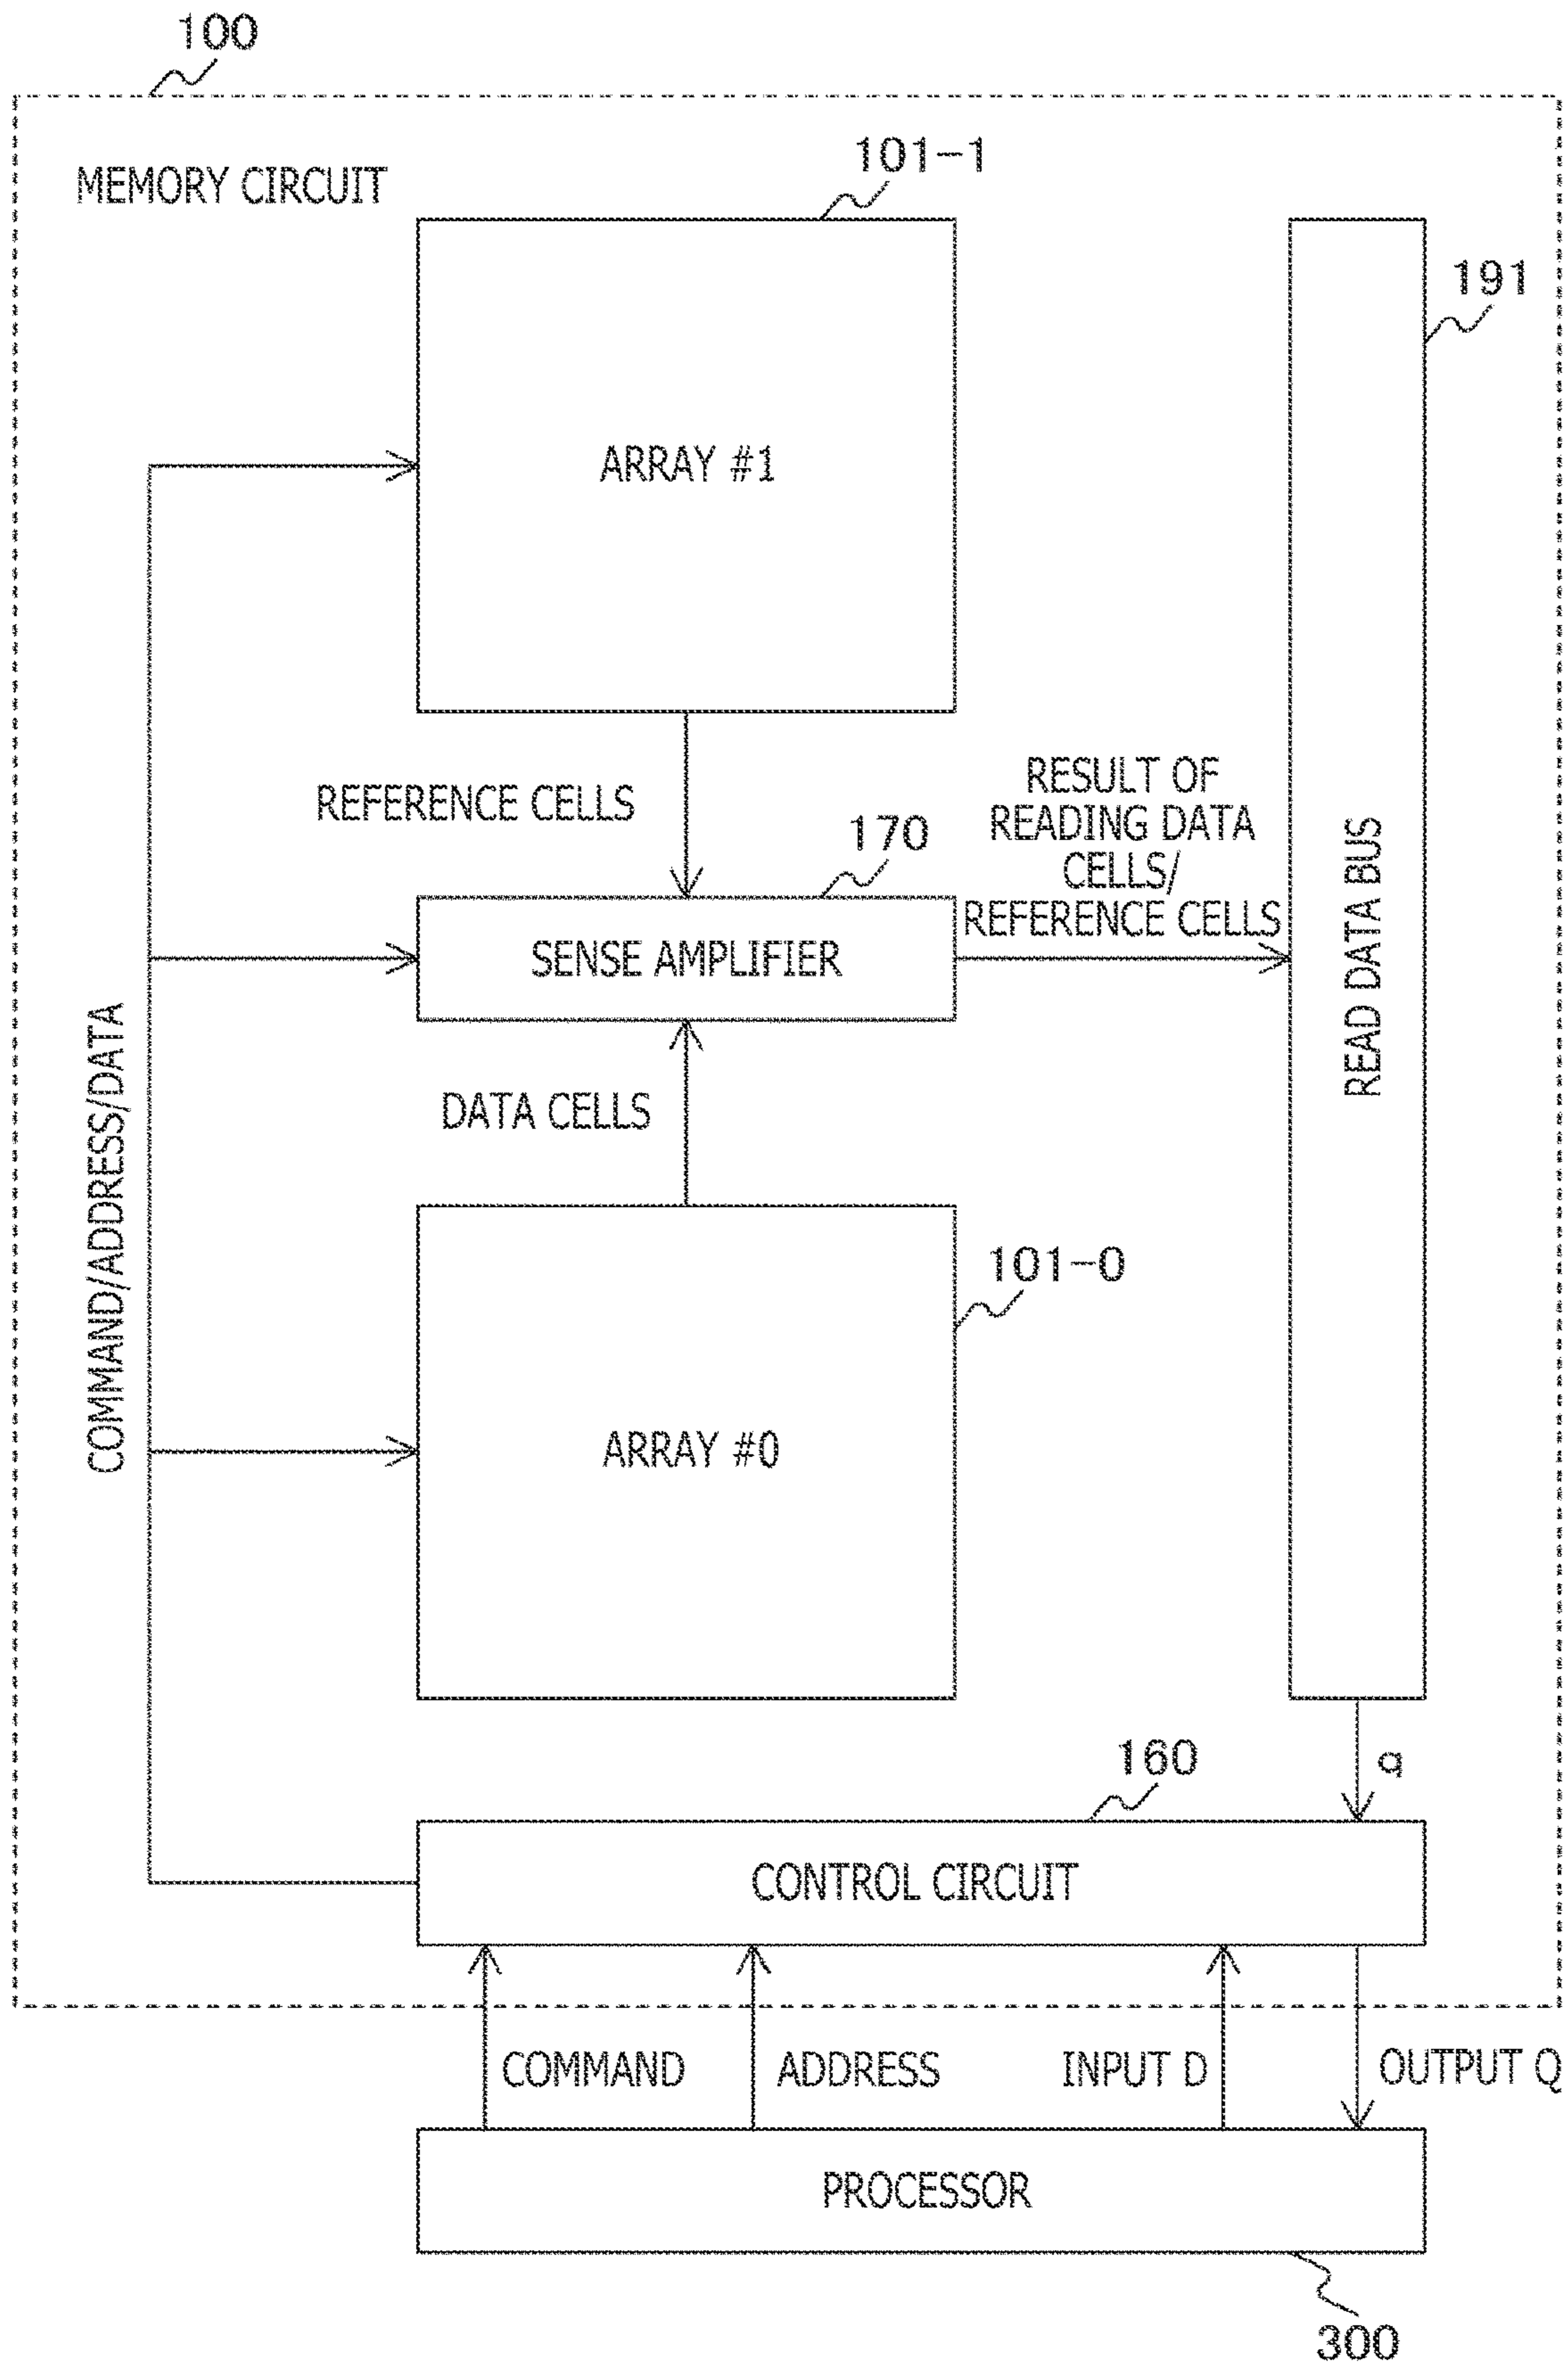 100
MEMORY CIRCUIT
101-1
191
ARRAY #1
REFERENCE CELLS
170
RESULT OF
READING DATA
CELLS/
REFERENCE CELLS
SENSE AMPLIFIER
READ DATA BUS
COMMAND/ADDRESS/DATA
DATA CELLS
101-0
ARRAY #0
160
q
CONTROL CIRCUIT
COMMAND
ADDRESS
INPUT D
OUTPUT Q
PROCESSOR
300